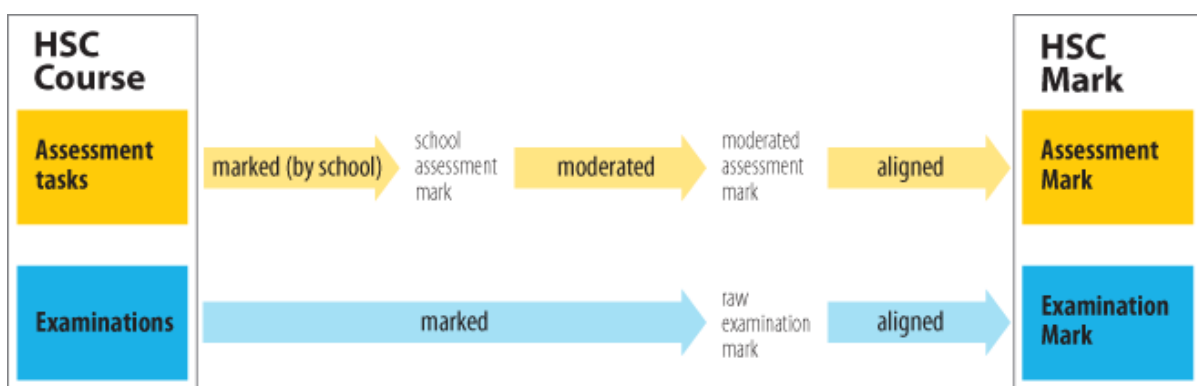 HSC
Course
Assessment
tasks
marked (by school)
school
assessment
mark
moderated
moderated
assessment
mark
aligned
HSC
Mark
Assessment
Mark
Examinations
marked
raw
examination
mark
aligned
Examination
Mark